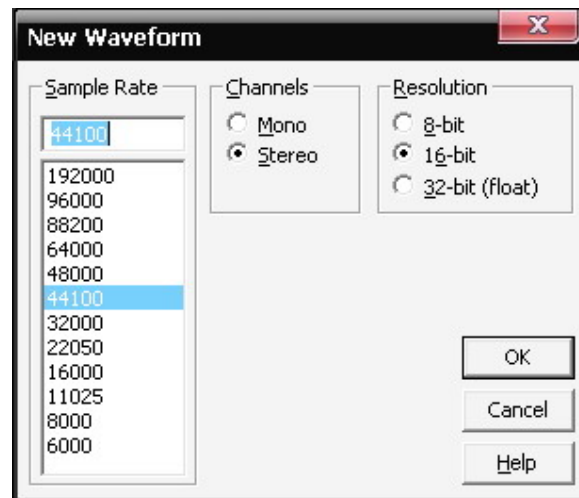 New Waveform
Sample Rate
44100
192000
96000
88200
64000
48000
44100
32000
22050
16000
11025
8000
6000
Channels
Mono
Stereo
Resolution
8-bit
16-bit
32-bit (float)
OK
Cancel
Help